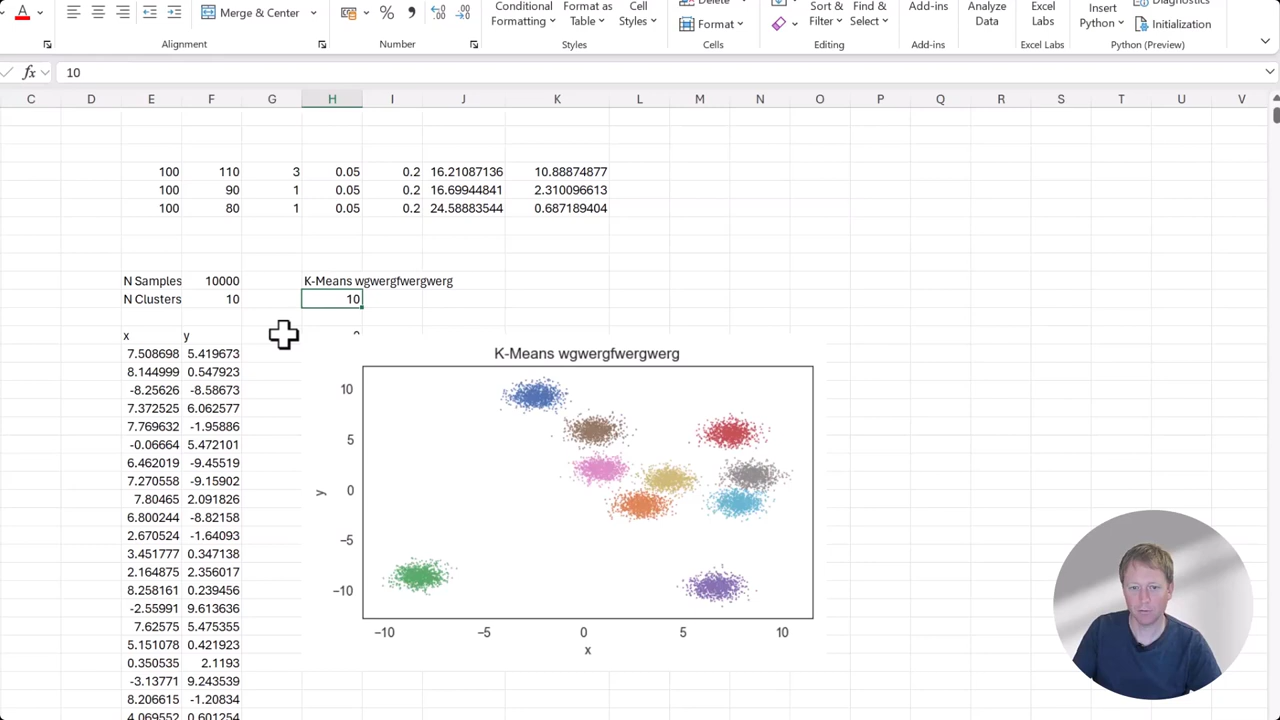 Merge & Center
%
Conditional Formatting
Format as Table
Cell Styles
Delete
Format
Sort & Filter
Find & Select
Add-ins
Analyze Data
Excel Labs
Insert Python
Diagnostics
Initialization
Alignment
Number
Styles
Cells
Editing
Add-ins
Excel Labs
Python (Preview)
fx 10
C D E F G H I J K L M N O P Q R S T U V
100 110 3 0.05 0.2 16.21087136 10.88874877
100 90 1 0.05 0.2 16.69944841 2.310096613
100 80 1 0.05 0.2 24.58883544 0.687189404
N Samples 10000 K-Means wgwergfwergwerg
N Clusters 10 10
x y
7.508698 5.419673
8.144999 0.547923
-8.25626 -8.58673
7.372525 6.062577
7.769632 -1.95886
-0.06664 5.472101
6.462019 -9.45519
7.270558 -9.15902
7.80465 2.091826
6.800244 -8.82158
2.670524 -1.64093
3.451777 0.347138
2.164875 2.356017
8.258161 0.239456
-2.55991 9.613636
7.62575 5.475355
5.151078 0.421923
0.350535 2.1193
-3.13771 9.243539
8.206615 -1.20834
4.069552 0.601254
K-Means wgwergfwergwerg
10
5
0
−5
−10
y
−10 −5 0 5 10
x